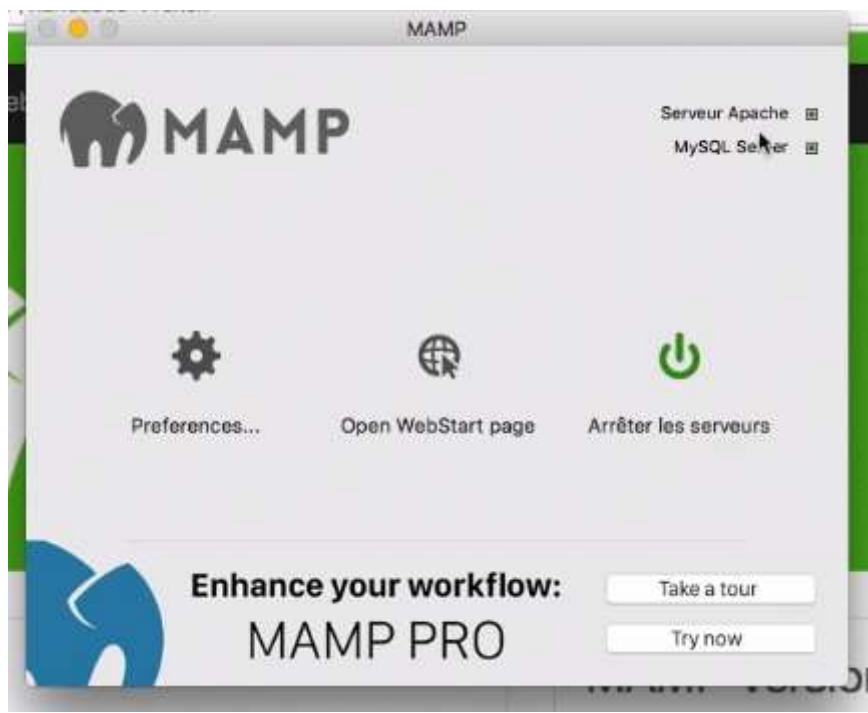 MAMP
MAMP
Serveur Apache
MySQL Server
Preferences...
Open WebStart page
Arrêter les serveurs
Enhance your workflow:
MAMP PRO
Take a tour
Try now